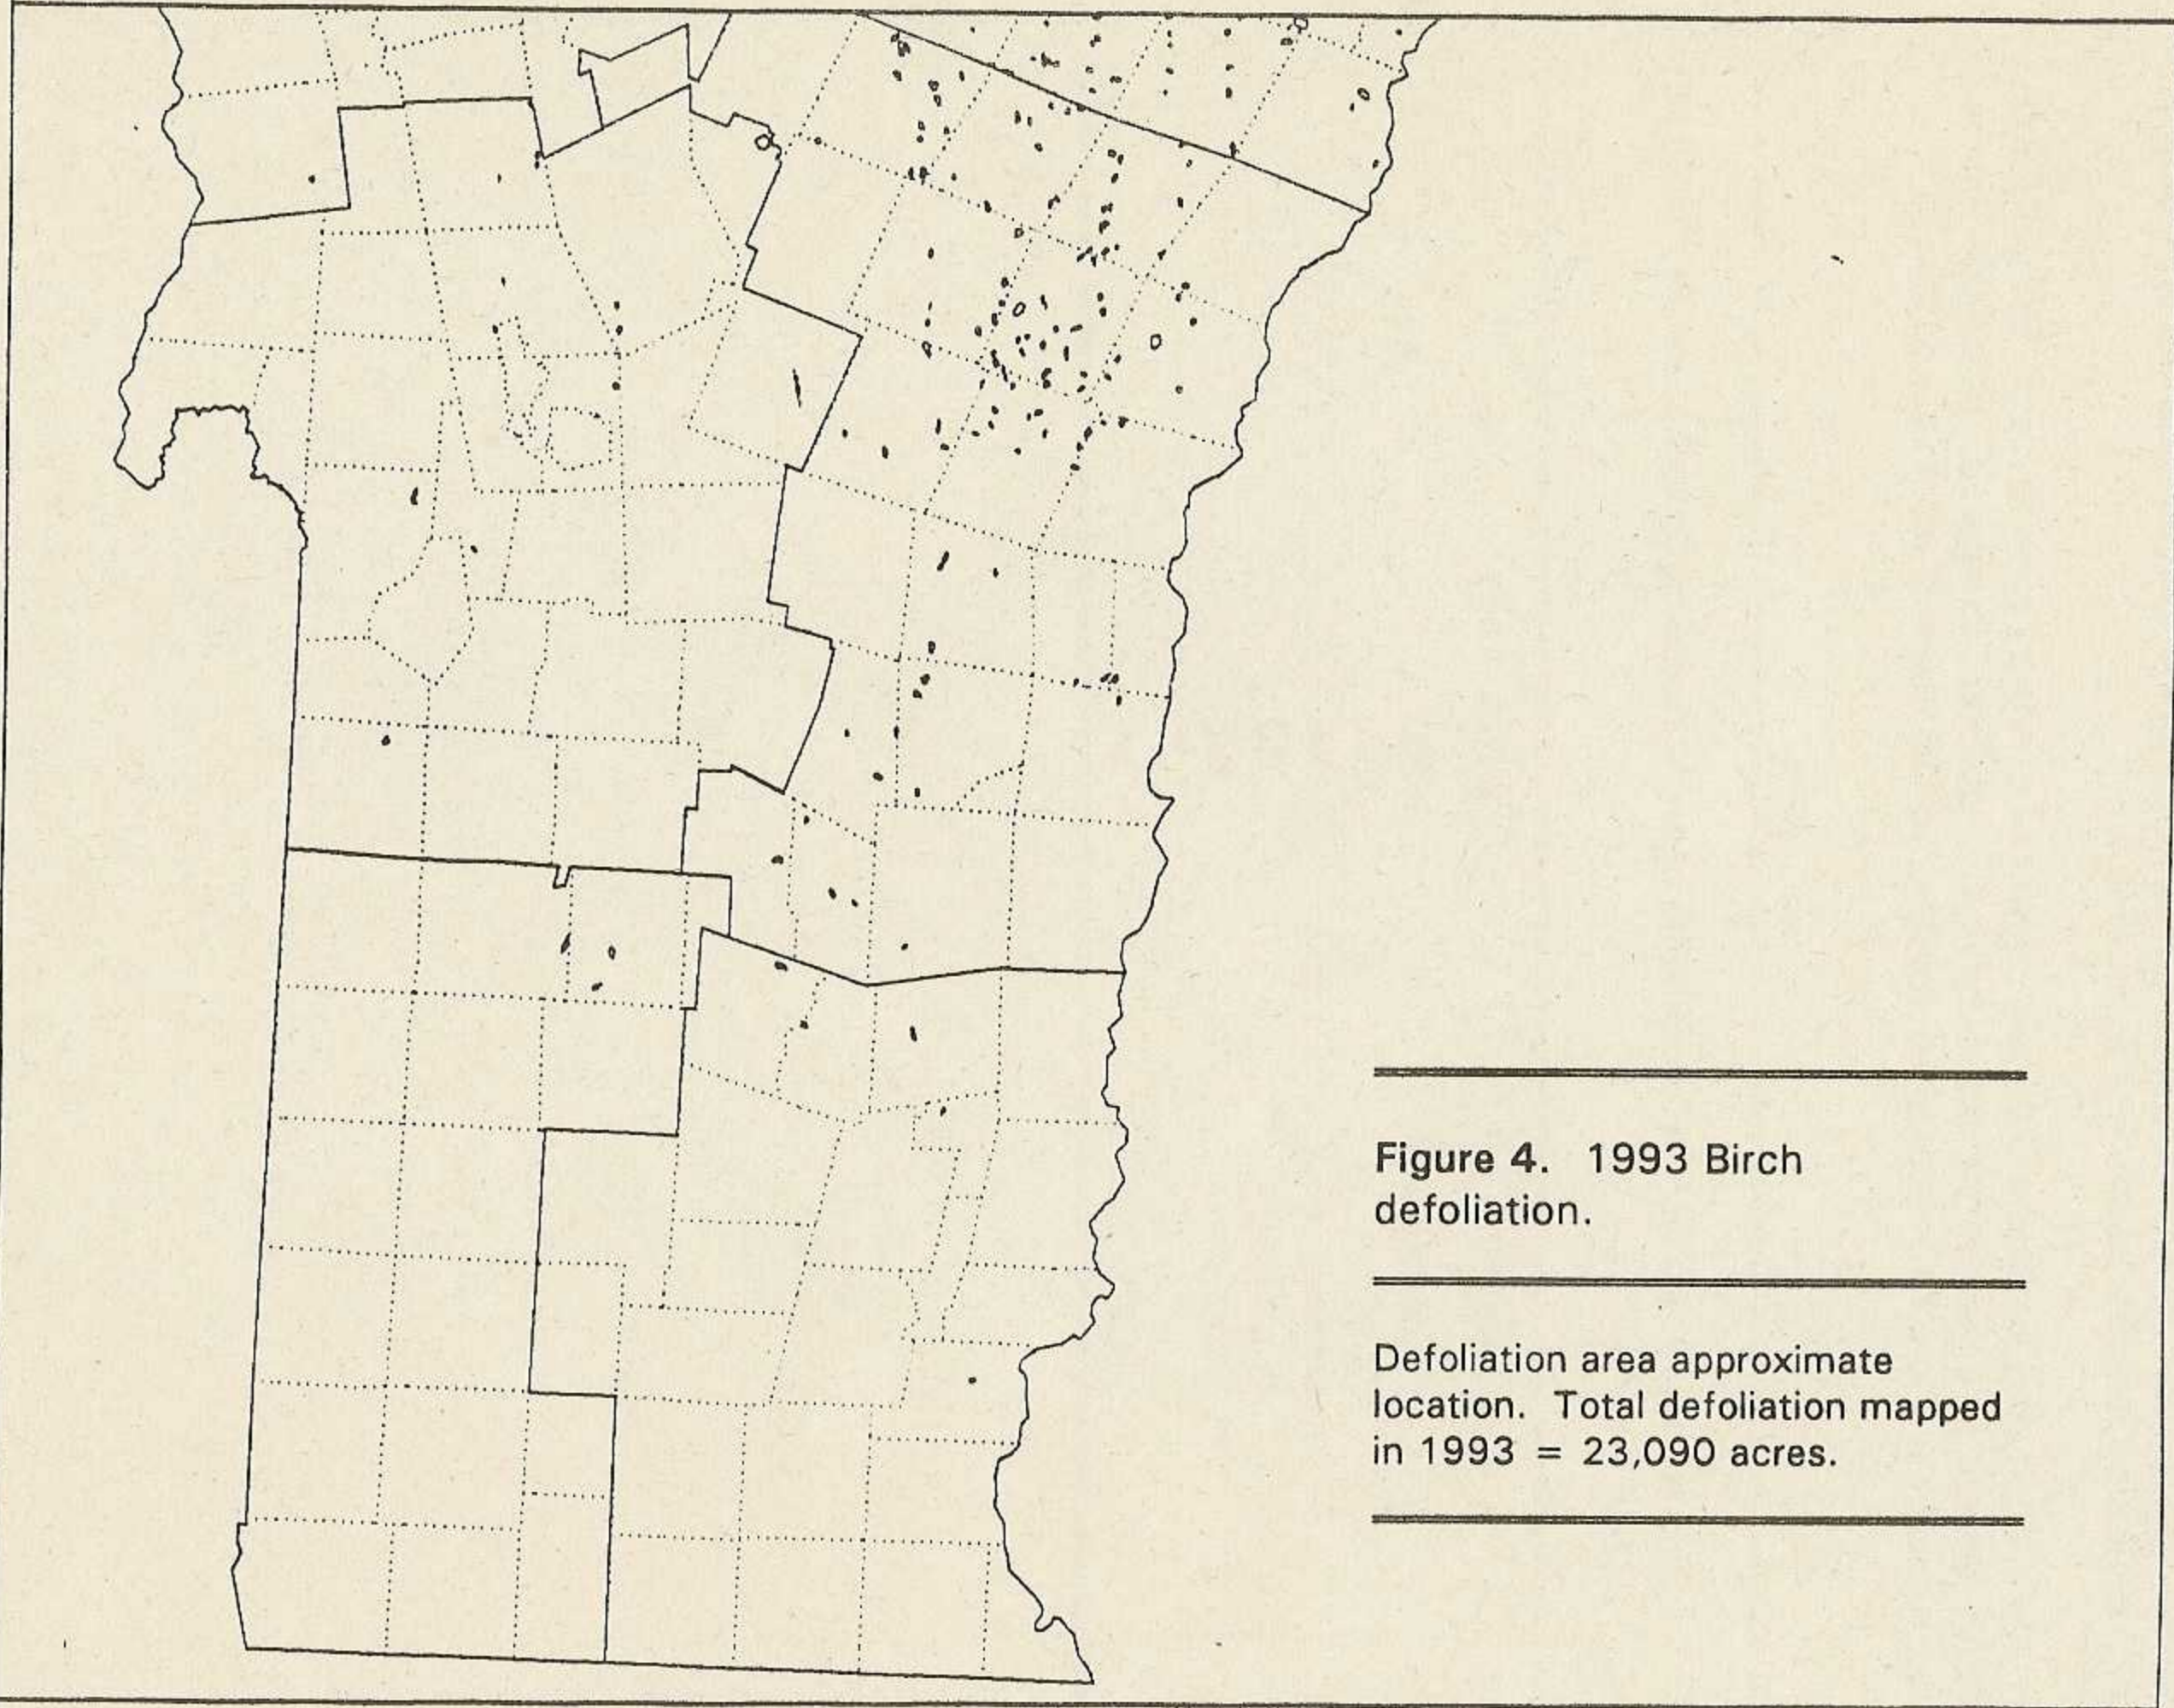 Figure 4. 1993 Birch
defoliation.
Defoliation area approximate
location. Total defoliation mapped
in 1993 = 23,090 acres.